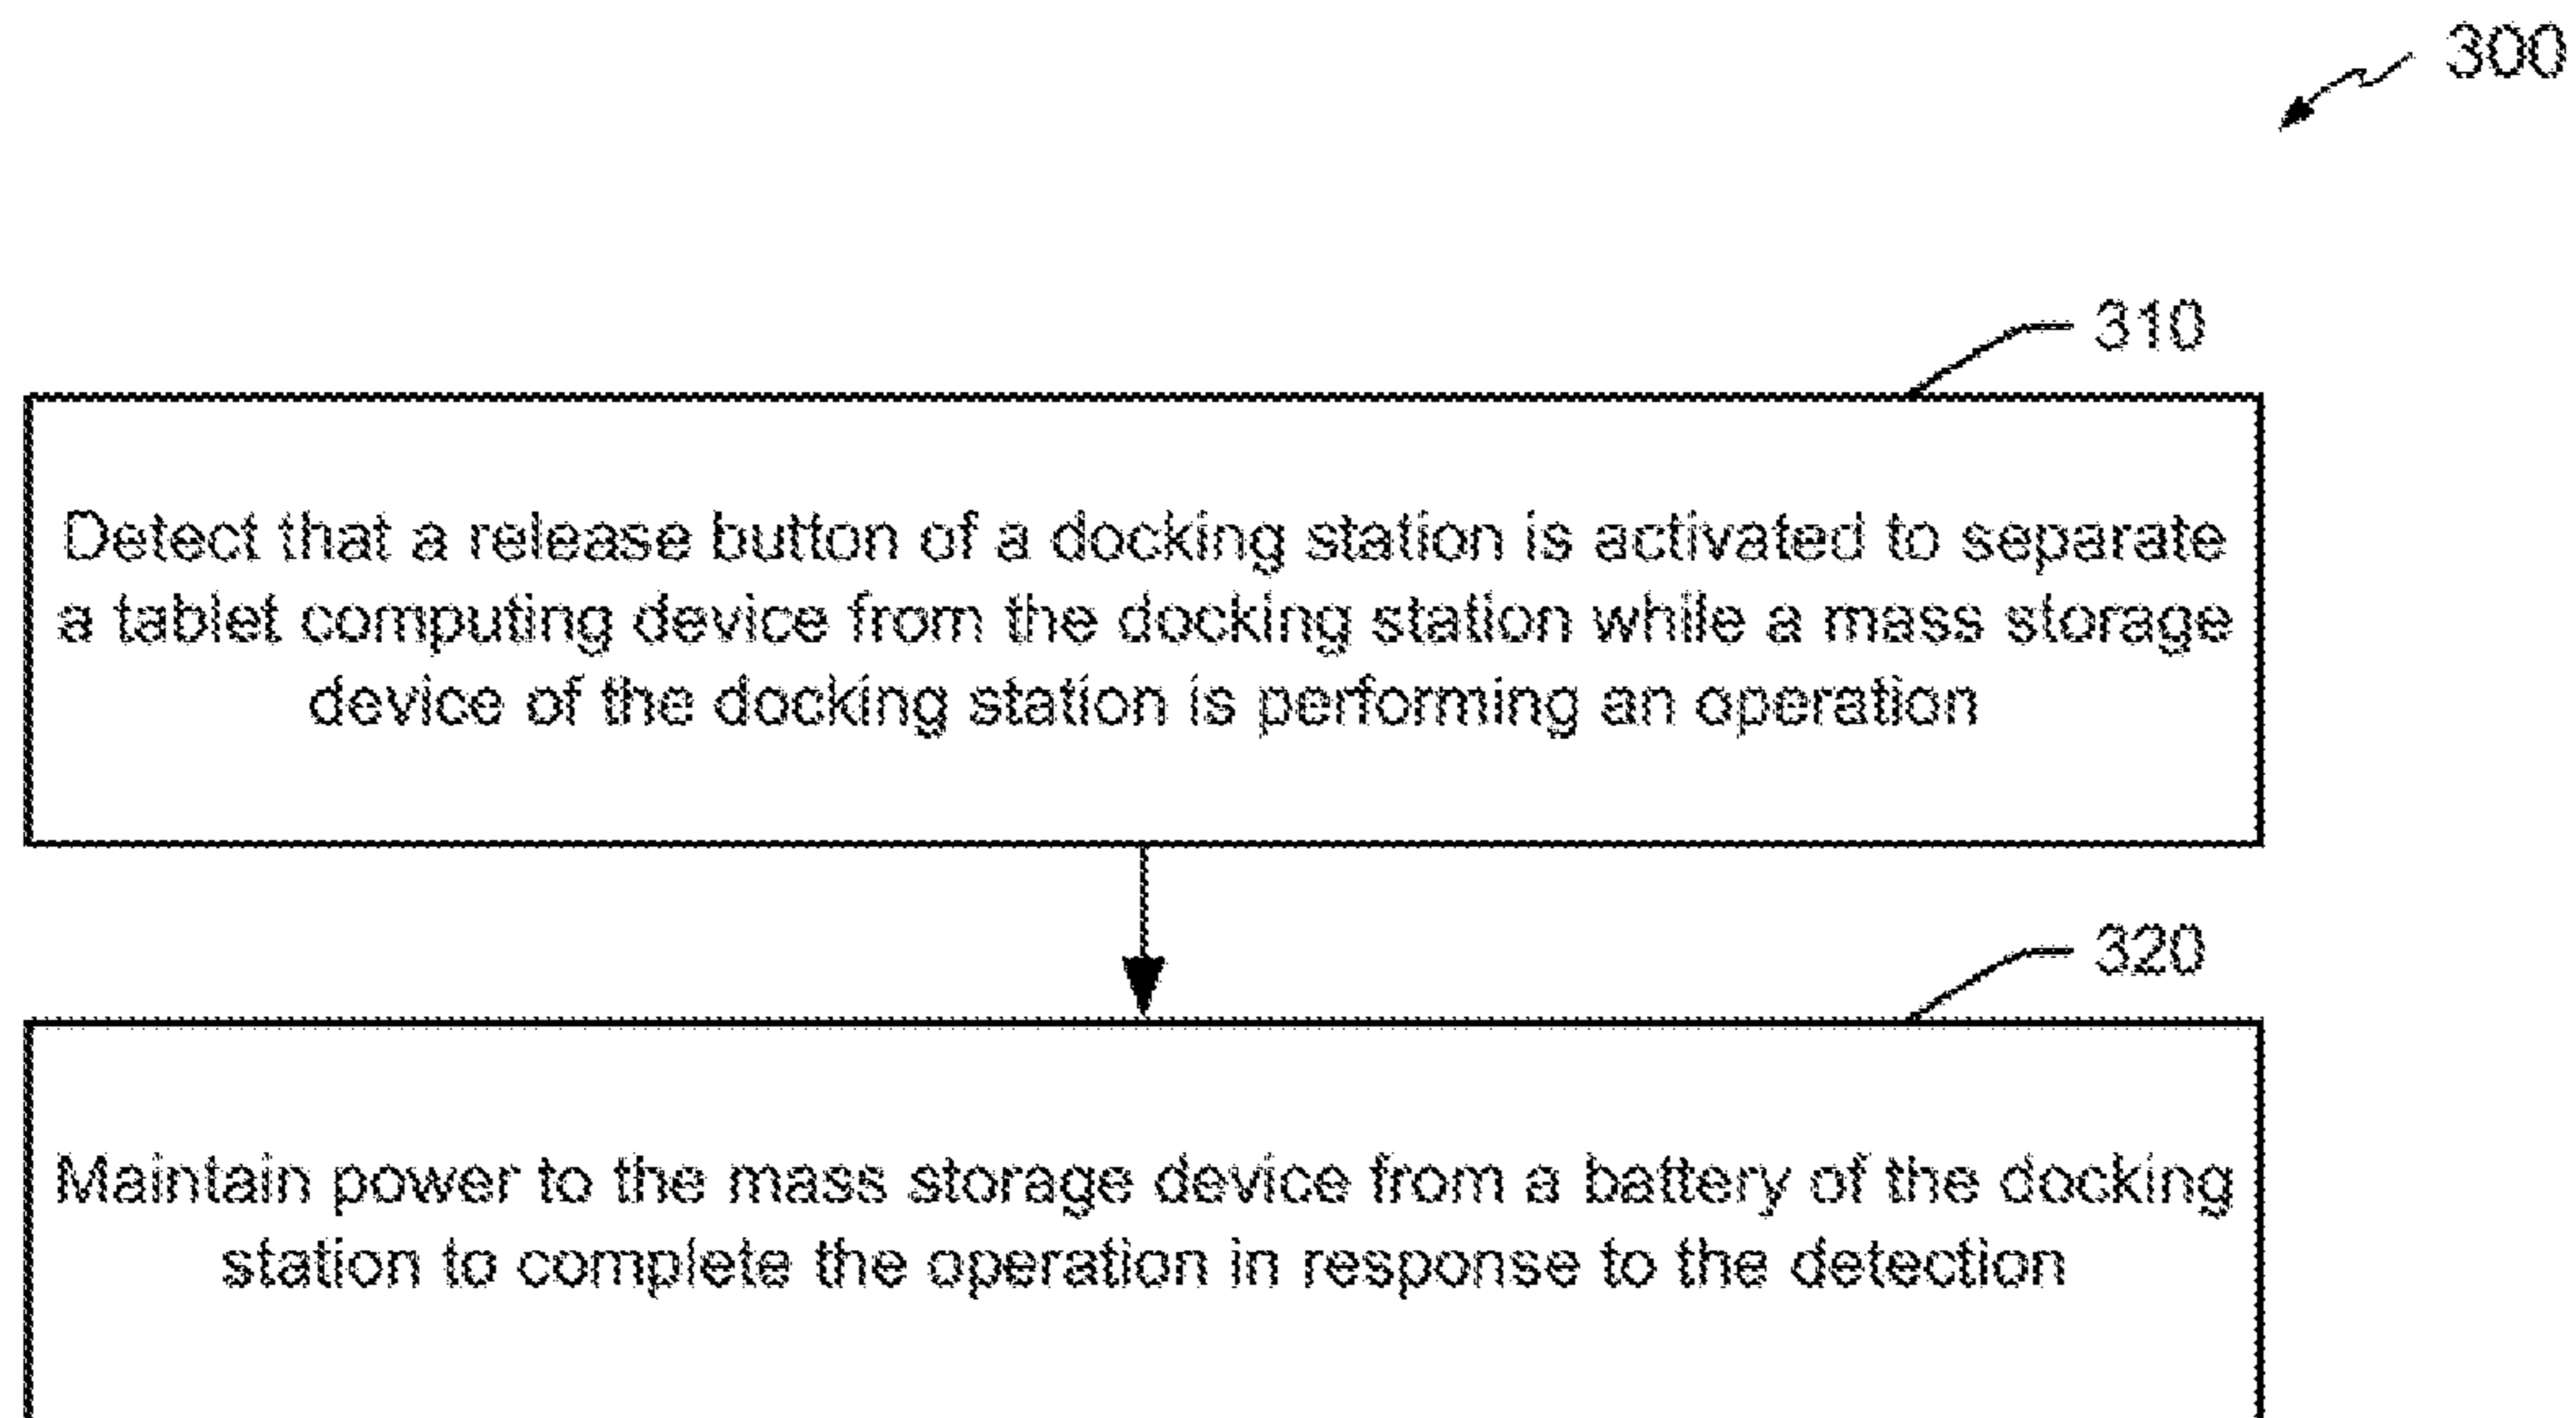 300
310
Detect that a release button of a docking station is activated to separate
a tablet computing device from the docking station while a mass storage
device of the docking station is performing an operation
320
Maintain power to the mass storage device from a battery of the docking
station to complete the operation in response to the detection